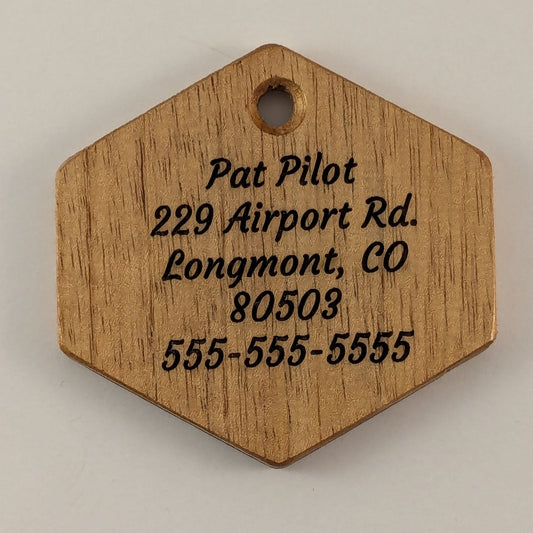 Pat Pilot
229 Airport Rd.
Longmont, CO
80503
555-555-5555